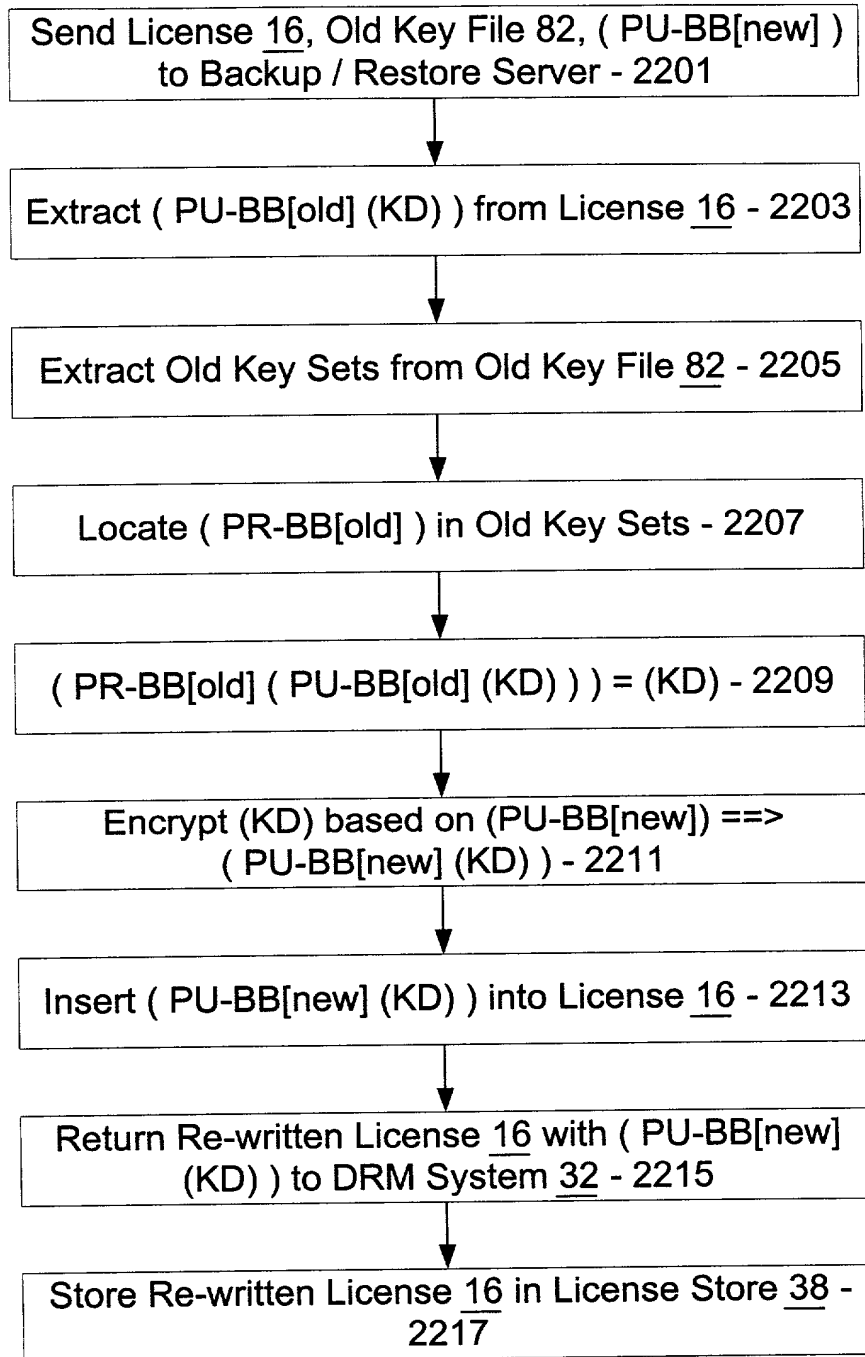 Send License 16, Old Key File 82, ( PU-BB[new] )
to Backup / Restore Server - 2201
Extract ( PU-BB[old] (KD) ) from License 16 - 2203
Extract Old Key Sets from Old Key File 82 - 2205
Locate ( PR-BB[old] ) in Old Key Sets - 2207
( PR-BB[old] ( PU-BB[old] (KD) ) ) = (KD) - 2209
Encrypt (KD) based on (PU-BB[new]) ==>
( PU-BB[new] (KD) ) - 2211
Insert ( PU-BB[new] (KD) ) into License 16 - 2213
Return Re-written License 16 with ( PU-BB[new]
(KD) ) to DRM System 32 - 2215
Store Re-written License 16 in License Store 38 -
2217